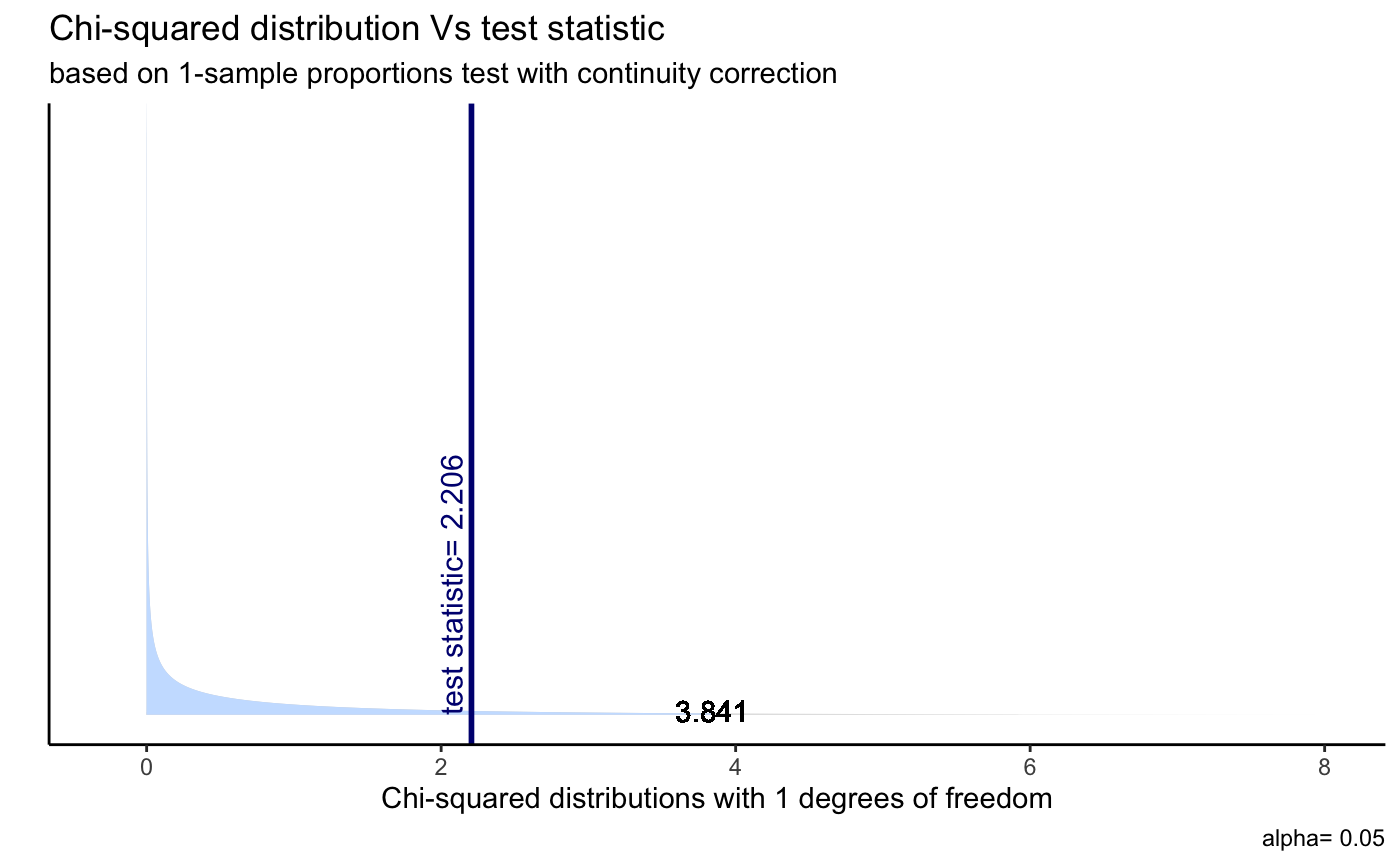 Chi-squared distribution Vs test statistic
based on 1-sample proportions test with continuity correction
test statistic= 2.206
3.841
0 2 4 6 8
Chi-squared distributions with 1 degrees of freedom
alpha= 0.05